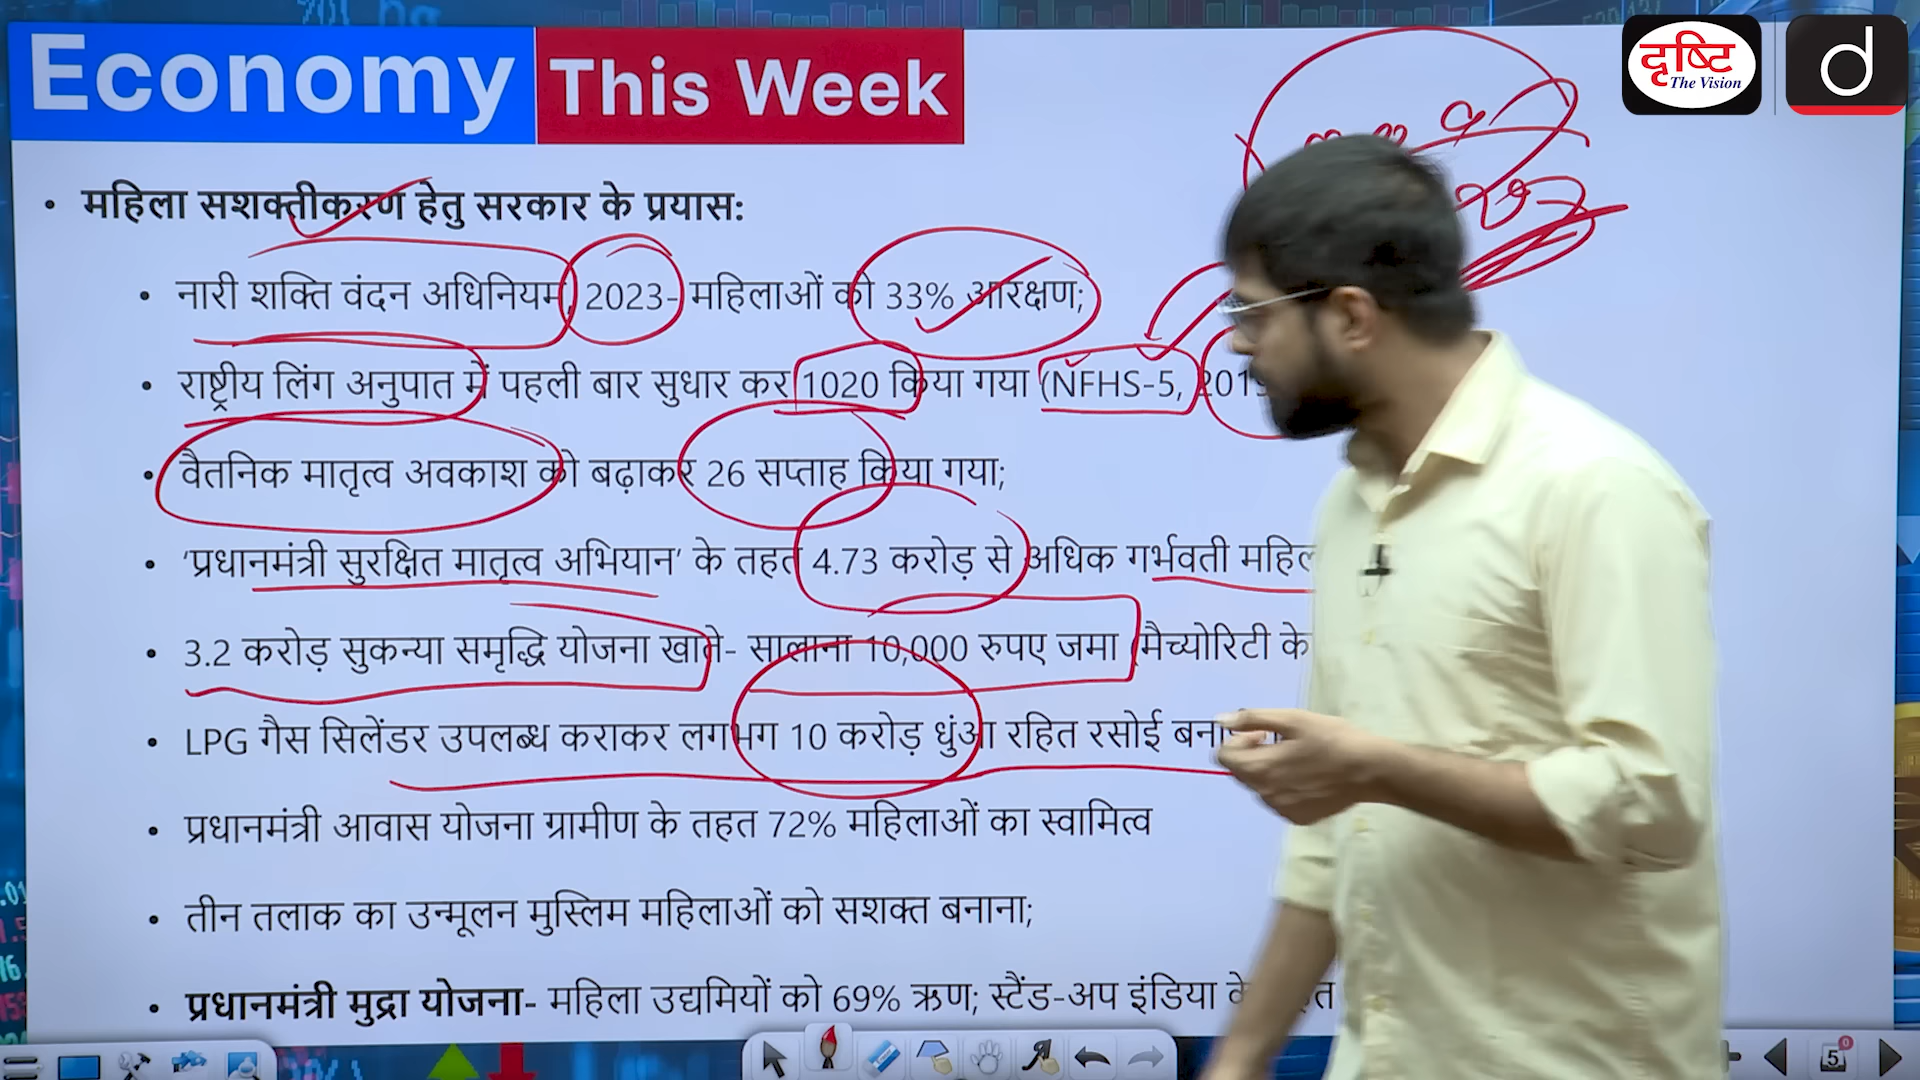 Economy This Week
दृष्टि
The Vision
d
• महिला सशक्तीकरण हेतु सरकार के प्रयास:
• नारी शक्ति वंदन अधिनियम, 2023- महिलाओं को 33% आरक्षण;
• राष्ट्रीय लिंग अनुपात में पहली बार सुधार कर 1020 किया गया (NFHS-5,
• वैतनिक मातृत्व अवकाश को बढ़ाकर 26 सप्ताह किया गया;
• ‘प्रधानमंत्री सुरक्षित मातृत्व अभियान’ के तहत 4.73 करोड़ से अधिक गर्भवती
• 3.2 करोड़ सुकन्या समृद्धि योजना खाते- सालाना 10,000 रुपए जमा (मैच्योरिटी के
• LPG गैस सिलेंडर उपलब्ध कराकर लगभग 10 करोड़ धुंआ रहित रसोई
• प्रधानमंत्री आवास योजना ग्रामीण के तहत 72% महिलाओं का स्वामित्व
• तीन तलाक का उन्मूलन मुस्लिम महिलाओं को सशक्त बनाना;
• प्रधानमंत्री मुद्रा योजना- महिला उद्यमियों को 69% ऋण; स्टैंड-अप इंडिया
5